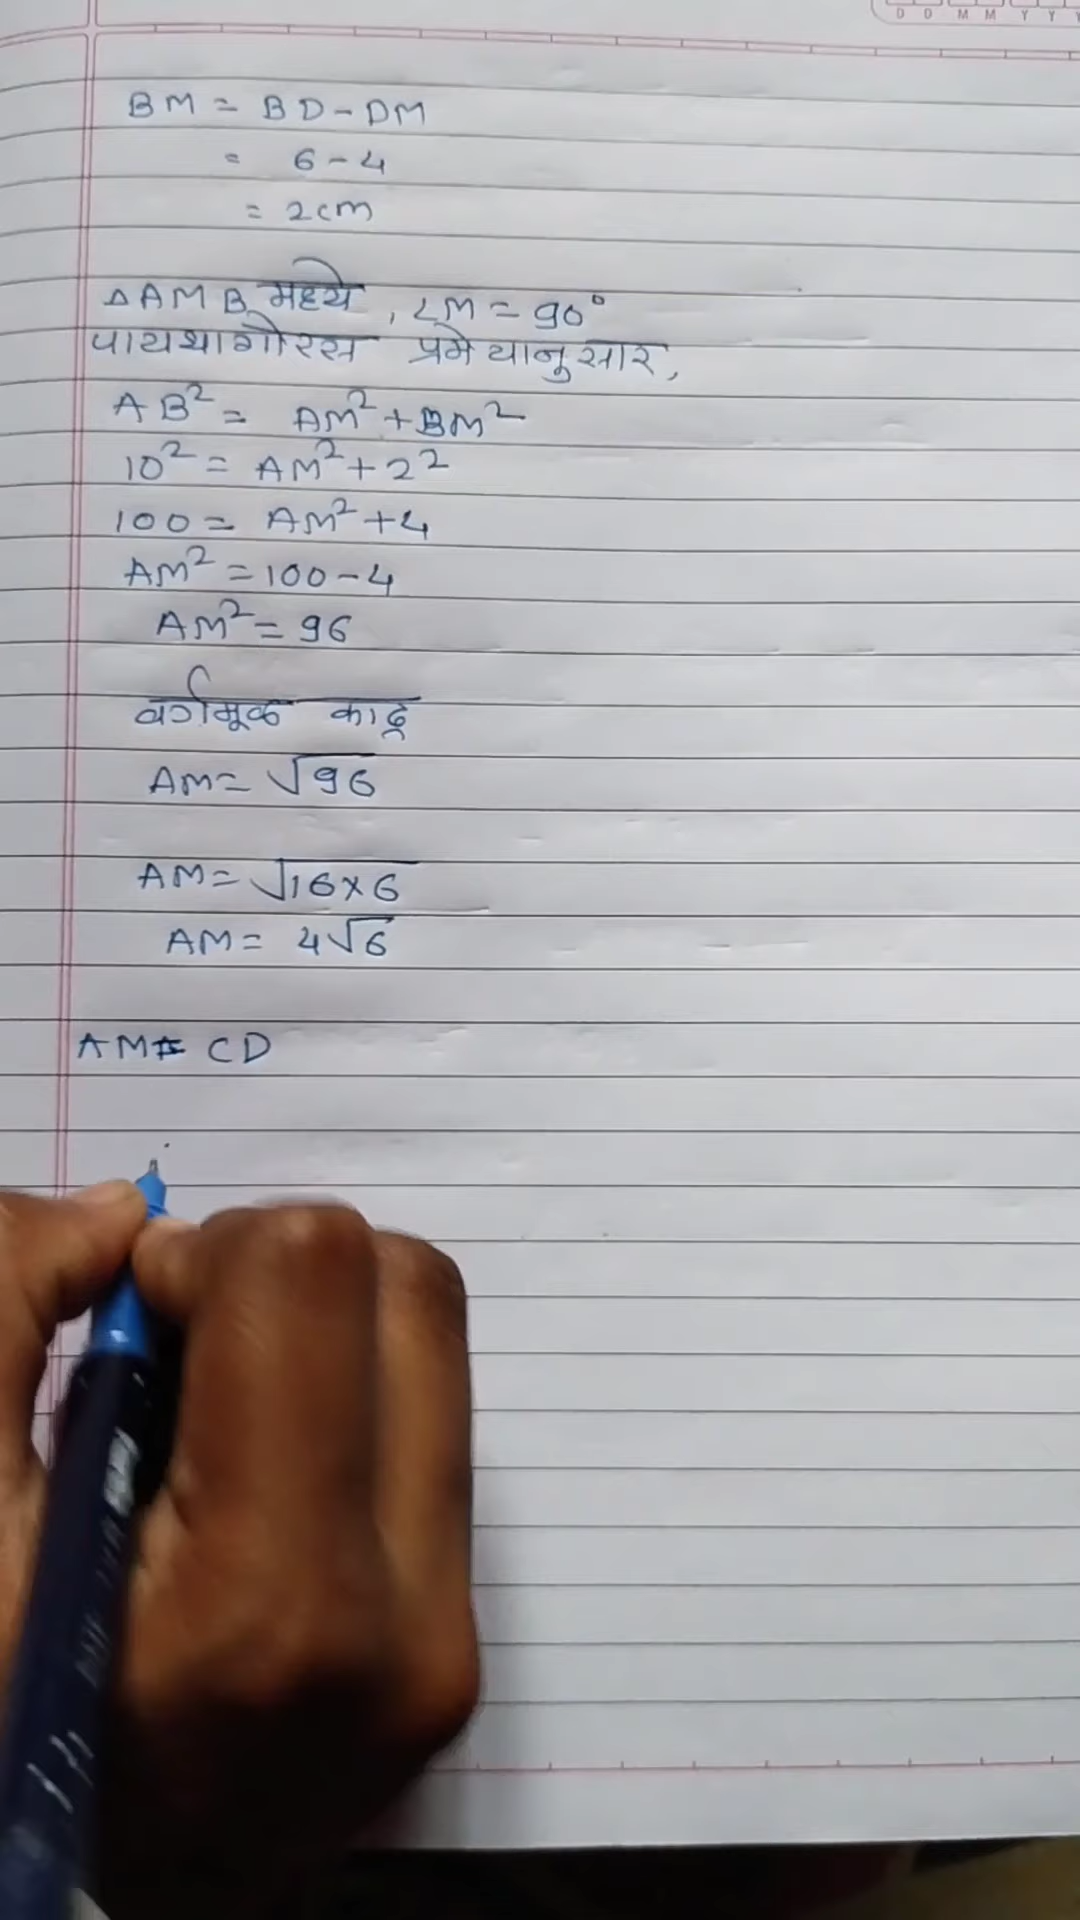 D D M M Y Y
BM = BD - DM
= 6 - 4
= 2cm
△AMB मध्ये, ∠M = 90°
पायथागोरस प्रमेयानुसार,
AB² = AM² + BM²
10² = AM² + 2²
100 = AM² + 4
AM² = 100 - 4
AM² = 96
वर्गमूळ काढू
AM = √96
AM = √16×6
AM = 4√6
AM = CD